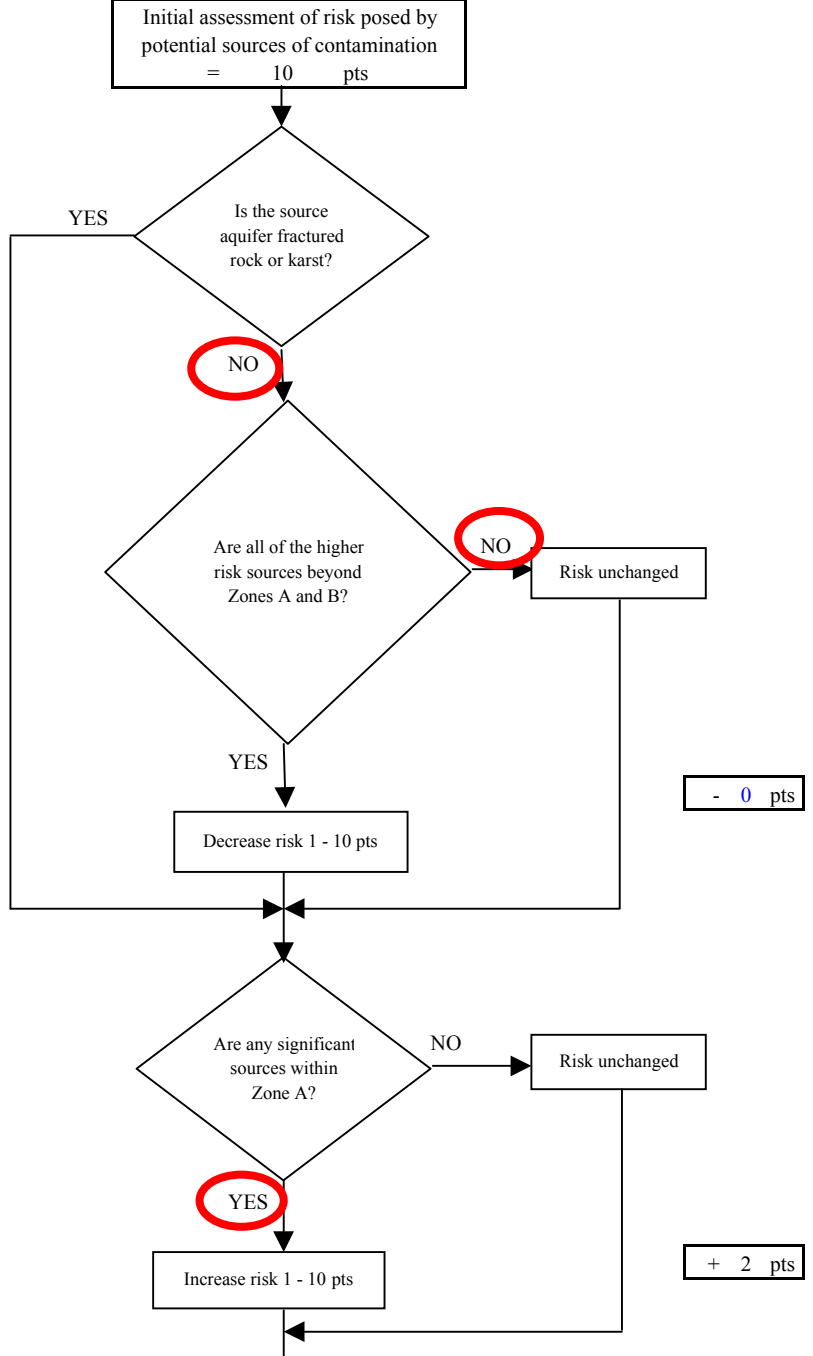 Initial assessment of risk posed by
potential sources of contamination
= 10 pts
YES
Is the source
aquifer fractured
rock or karst?
NO
Are all of the higher
risk sources beyond
Zones A and B?
NO
Risk unchanged
YES
- 0 pts
Decrease risk 1 - 10 pts
Are any significant
sources within
Zone A?
NO
Risk unchanged
YES
+ 2 pts
Increase risk 1 - 10 pts